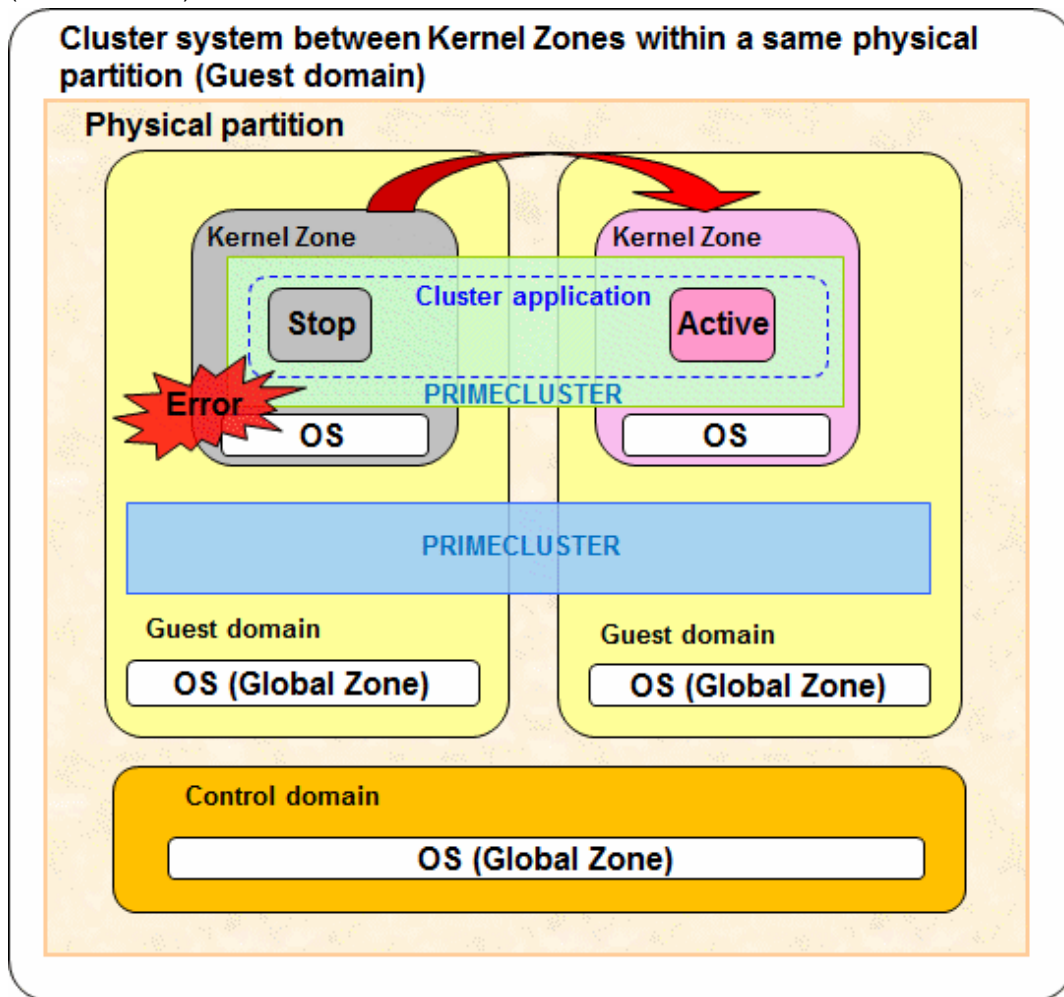 Cluster system between Kernel Zones within a same physical
partition (Guest domain)
Physical partition
Kernel Zone
Kernel Zone
Cluster application
Stop
Active
PRIMECLUSTER
Error
OS
OS
PRIMECLUSTER
Guest domain
Guest domain
OS (Global Zone)
OS (Global Zone)
Control domain
OS (Global Zone)